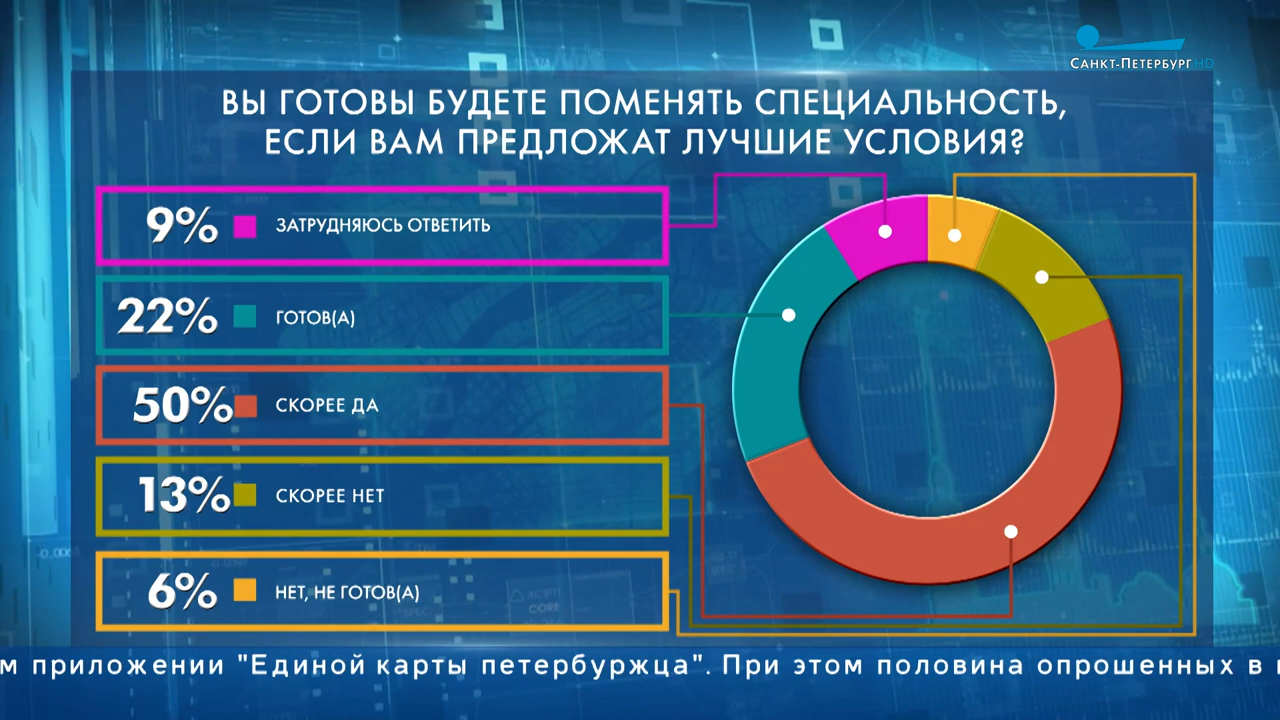 САНКТ-ПЕТЕРБУРГ HD
ВЫ ГОТОВЫ БУДЕТЕ ПОМЕНЯТЬ СПЕЦИАЛЬНОСТЬ,
ЕСЛИ ВАМ ПРЕДЛОЖАТ ЛУЧШИЕ УСЛОВИЯ?
9% ЗАТРУДНЯЮСЬ ОТВЕТИТЬ
22% ГОТОВ(А)
50% СКОРЕЕ ДА
13% СКОРЕЕ НЕТ
6% НЕТ, НЕ ГОТОВ(А)
м приложении "Единой карты петербуржца". При этом половина опрошенных в